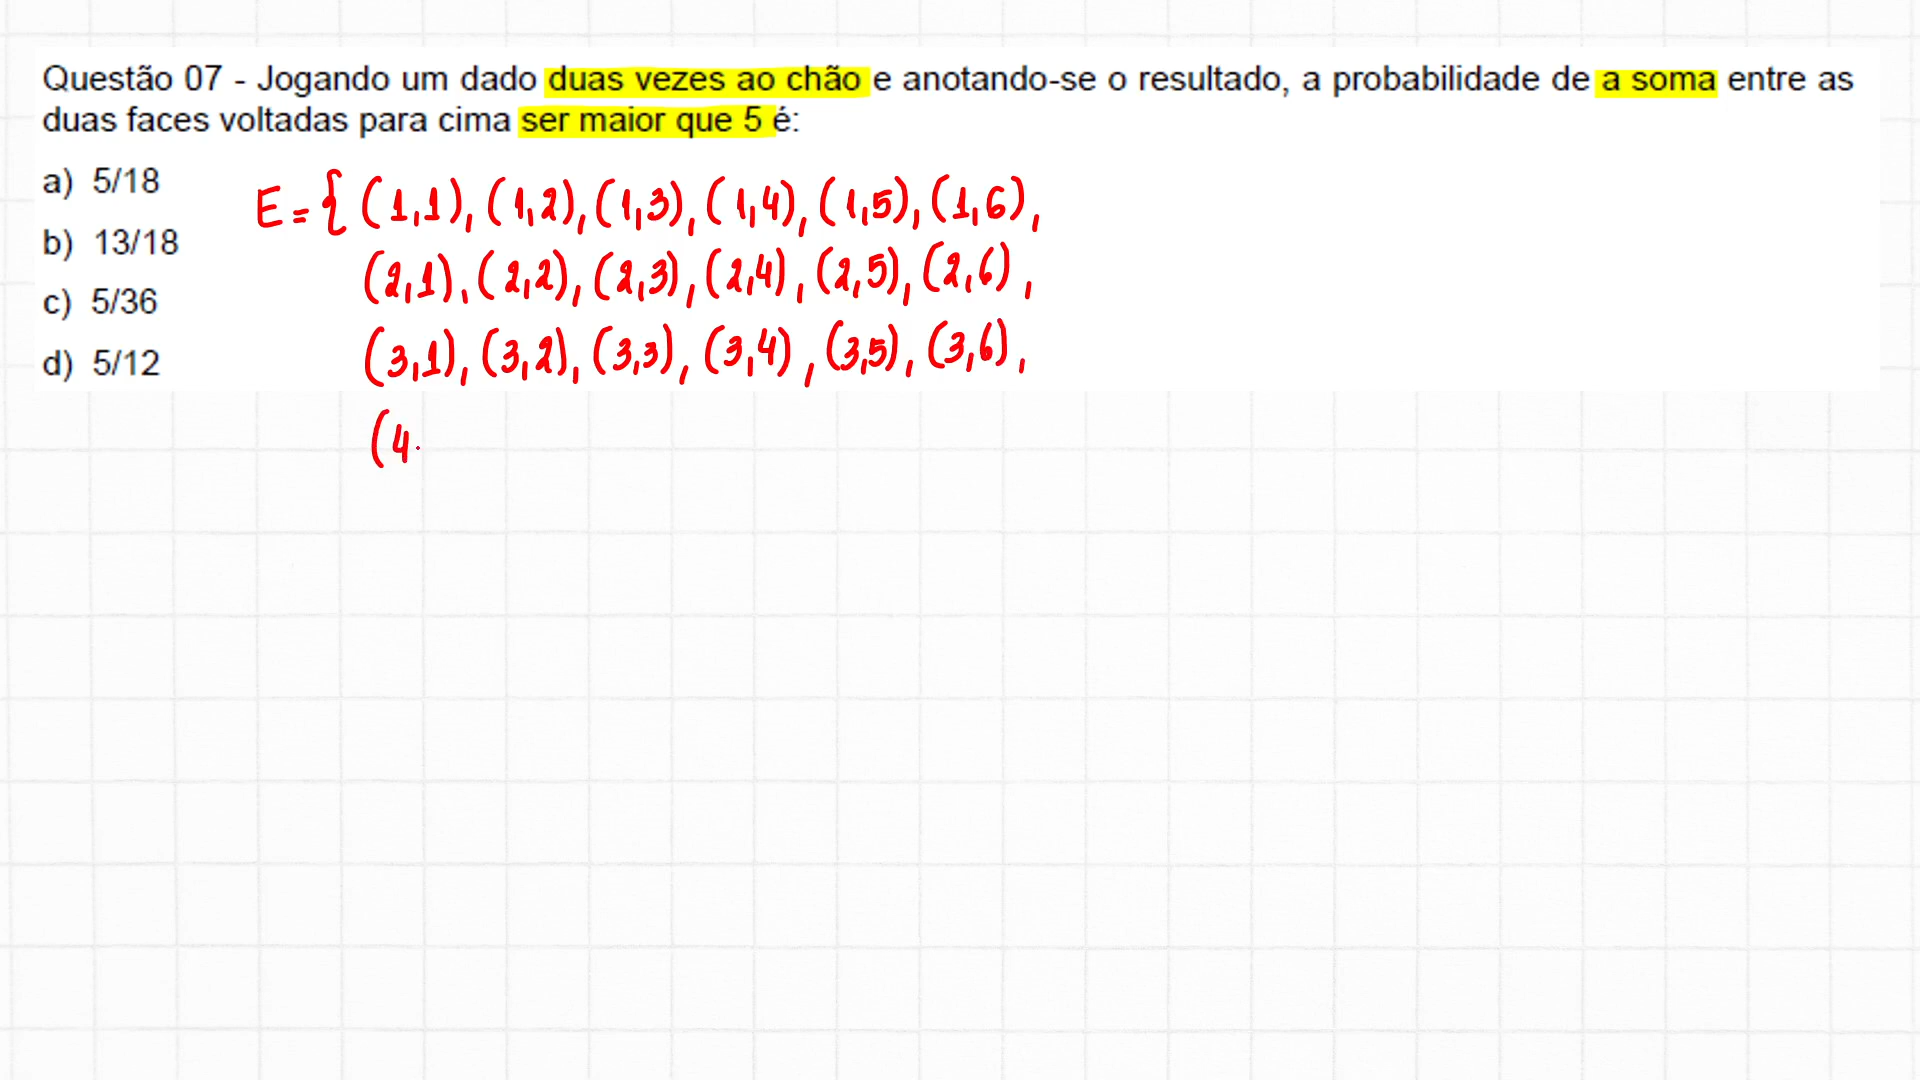 Questão 07 - Jogando um dado duas vezes ao chão e anotando-se o resultado, a probabilidade de a soma entre as
duas faces voltadas para cima ser maior que 5 é:
a) 5/18
b) 13/18
c) 5/36
d) 5/12
E={(1,1),(1,2),(1,3),(1,4),(1,5),(1,6),
(2,1),(2,2),(2,3),(2,4),(2,5),(2,6),
(3,1),(3,2),(3,3),(3,4),(3,5),(3,6),
(4.